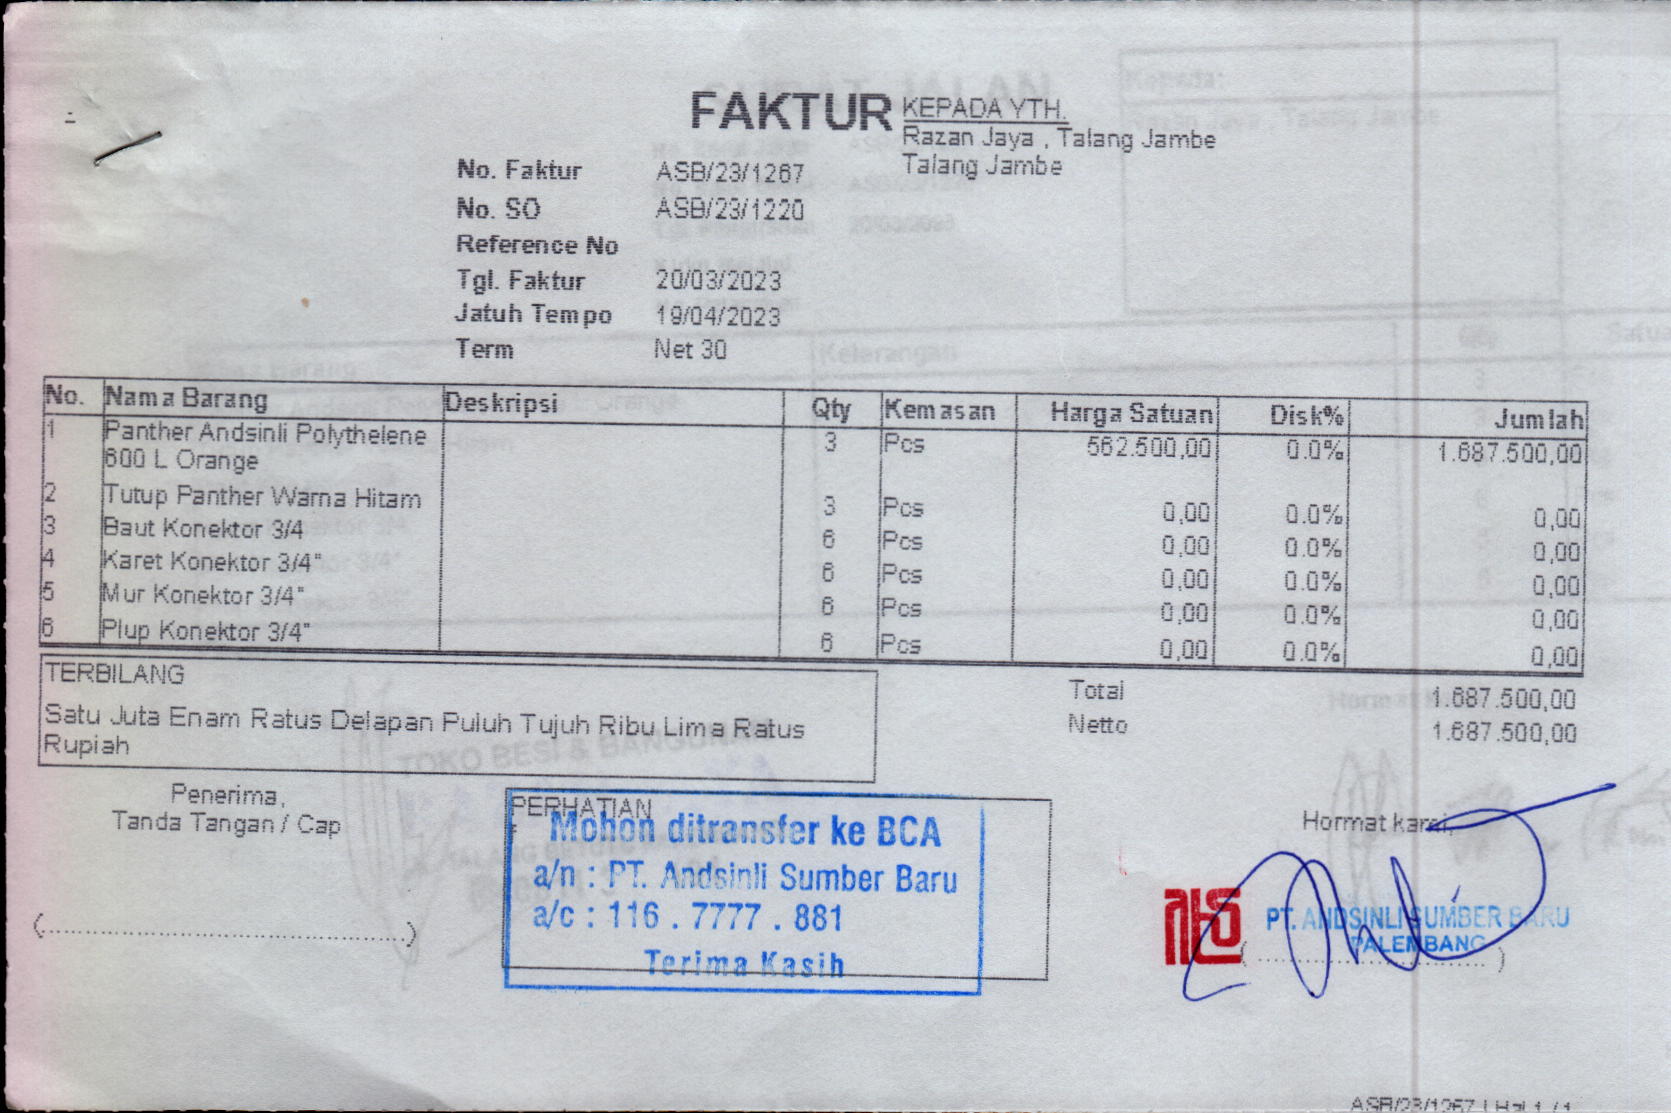 FAKTUR
KEPADA YTH.
Razan Jaya , Talang Jambe
Talang Jambe
No. Faktur ASB/23/1267
No. SO ASB/23/1220
Reference No
Tgl. Faktur 20/03/2023
Jatuh Tempo 19/04/2023
Term Net 30
No. Nama Barang Deskripsi Qty Kemasan Harga Satuan Disk% Jumlah
1 Panther Andsinli Polythelene 3 Pcs 562.500,00 0.0% 1.687.500,00
600 L Orange
2 Tutup Panther Warna Hitam 3 Pcs 0,00 0.0% 0,00
3 Baut Konektor 3/4 6 Pcs 0,00 0.0% 0,00
4 Karet Konektor 3/4" 6 Pcs 0,00 0.0% 0,00
5 Mur Konektor 3/4" 6 Pcs 0,00 0.0% 0,00
6 Plup Konektor 3/4" 6 Pcs 0,00 0.0% 0,00
TERBILANG
Satu Juta Enam Ratus Delapan Puluh Tujuh Ribu Lima Ratus
Rupiah
Total 1.687.500,00
Netto 1.687.500,00
Penerima,
Tanda Tangan / Cap
(........................................................)
PERHATIAN
:
Mohon ditransfer ke BCA
a/n : PT. Andsinli Sumber Baru
a/c : 116 . 7777 . 881
Terima Kasih
Hormat kami,
PT. ANDSINLI SUMBER BARU
PALEMBANG
ASB/23/1267 | Hal 1 / 1